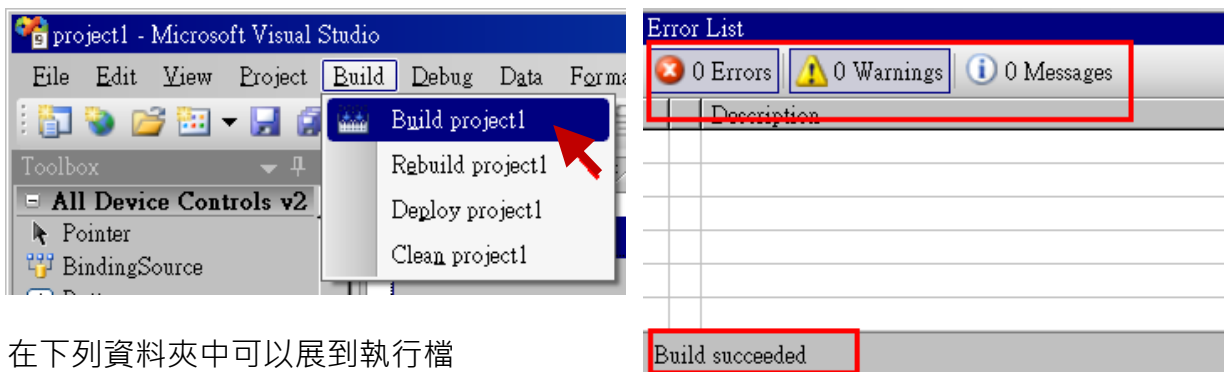 project1 - Microsoft Visual Studio
File Edit View Project Build Debug Data Forma
Build project1
Rebuild project1
Deploy project1
Clean project1
Toolbox
All Device Controls v2
Pointer
BindingSource
Error List
0 Errors 0 Warnings 0 Messages
Description
Build succeeded
在下列資料夾中可以展到執行檔